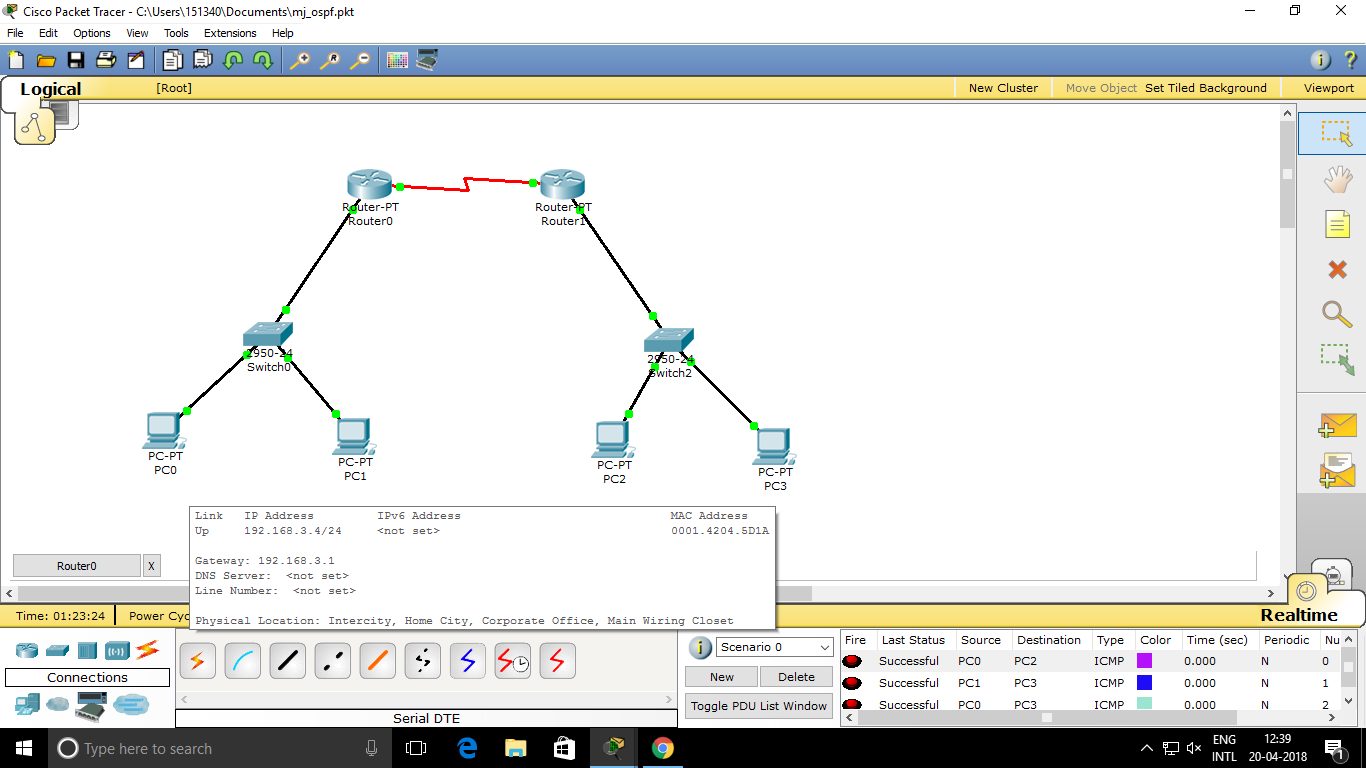 Cisco Packet Tracer - C:\Users\151340\Documents\mj_ospf.pkt
File Edit Options View Tools Extensions Help
Logical [Root] New Cluster Move Object Set Tiled Background Viewport
Router-PT
Router0
Router-PT
Router1
2950-24
Switch0
2950-24
Switch2
PC-PT
PC0
PC-PT
PC1
PC-PT
PC2
PC-PT
PC3
Link IP Address IPv6 Address MAC Address
Up 192.168.3.4/24 <not set> 0001.4204.5D1A
Gateway: 192.168.3.1
DNS Server: <not set>
Line Number: <not set>
Physical Location: Intercity, Home City, Corporate Office, Main Wiring Closet
Router0 X
Time: 01:23:24 Power Cyc
Realtime
Connections
Serial DTE
Scenario 0
New Delete
Toggle PDU List Window
Fire Last Status Source Destination Type Color Time (sec) Periodic Nu
Successful PC0 PC2 ICMP 0.000 N 0
Successful PC1 PC3 ICMP 0.000 N 1
Successful PC0 PC3 ICMP 0.000 N 2
Type here to search
ENG
INTL
12:39
20-04-2018
1